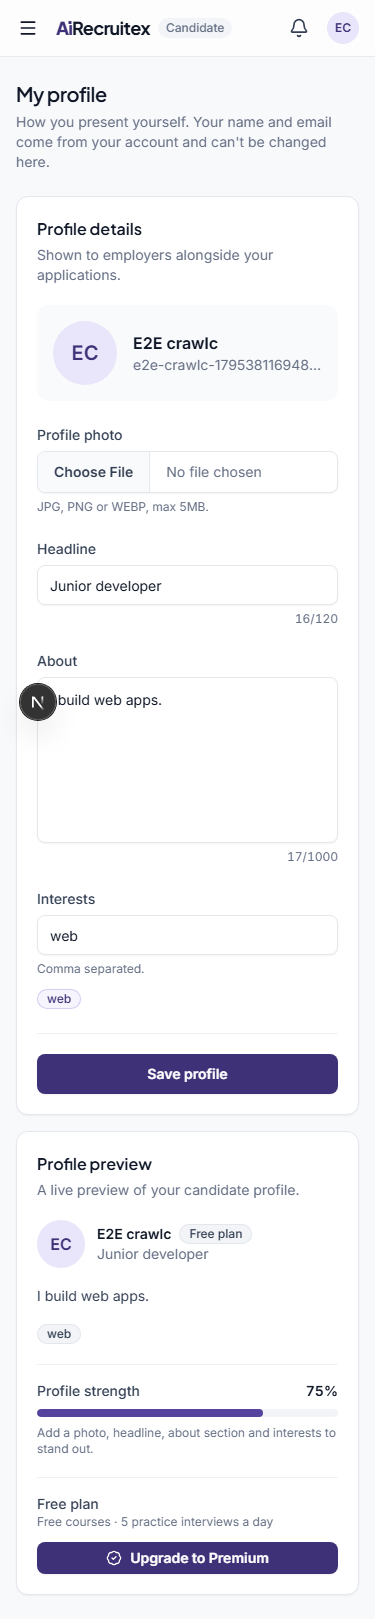 AiRecruitex Candidate EC
My profile
How you present yourself. Your name and email
come from your account and can't be changed
here.
Profile details
Shown to employers alongside your
applications.
EC
E2E crawlc
e2e-crawlc-179538116948...
Profile photo
Choose File No file chosen
JPG, PNG or WEBP, max 5MB.
Headline
Junior developer
16/120
About
N
build web apps.
17/1000
Interests
web
Comma separated.
web
Save profile
Profile preview
A live preview of your candidate profile.
EC
E2E crawlc Free plan
Junior developer
I build web apps.
web
Profile strength 75%
Add a photo, headline, about section and interests to
stand out.
Free plan
Free courses · 5 practice interviews a day
Upgrade to Premium